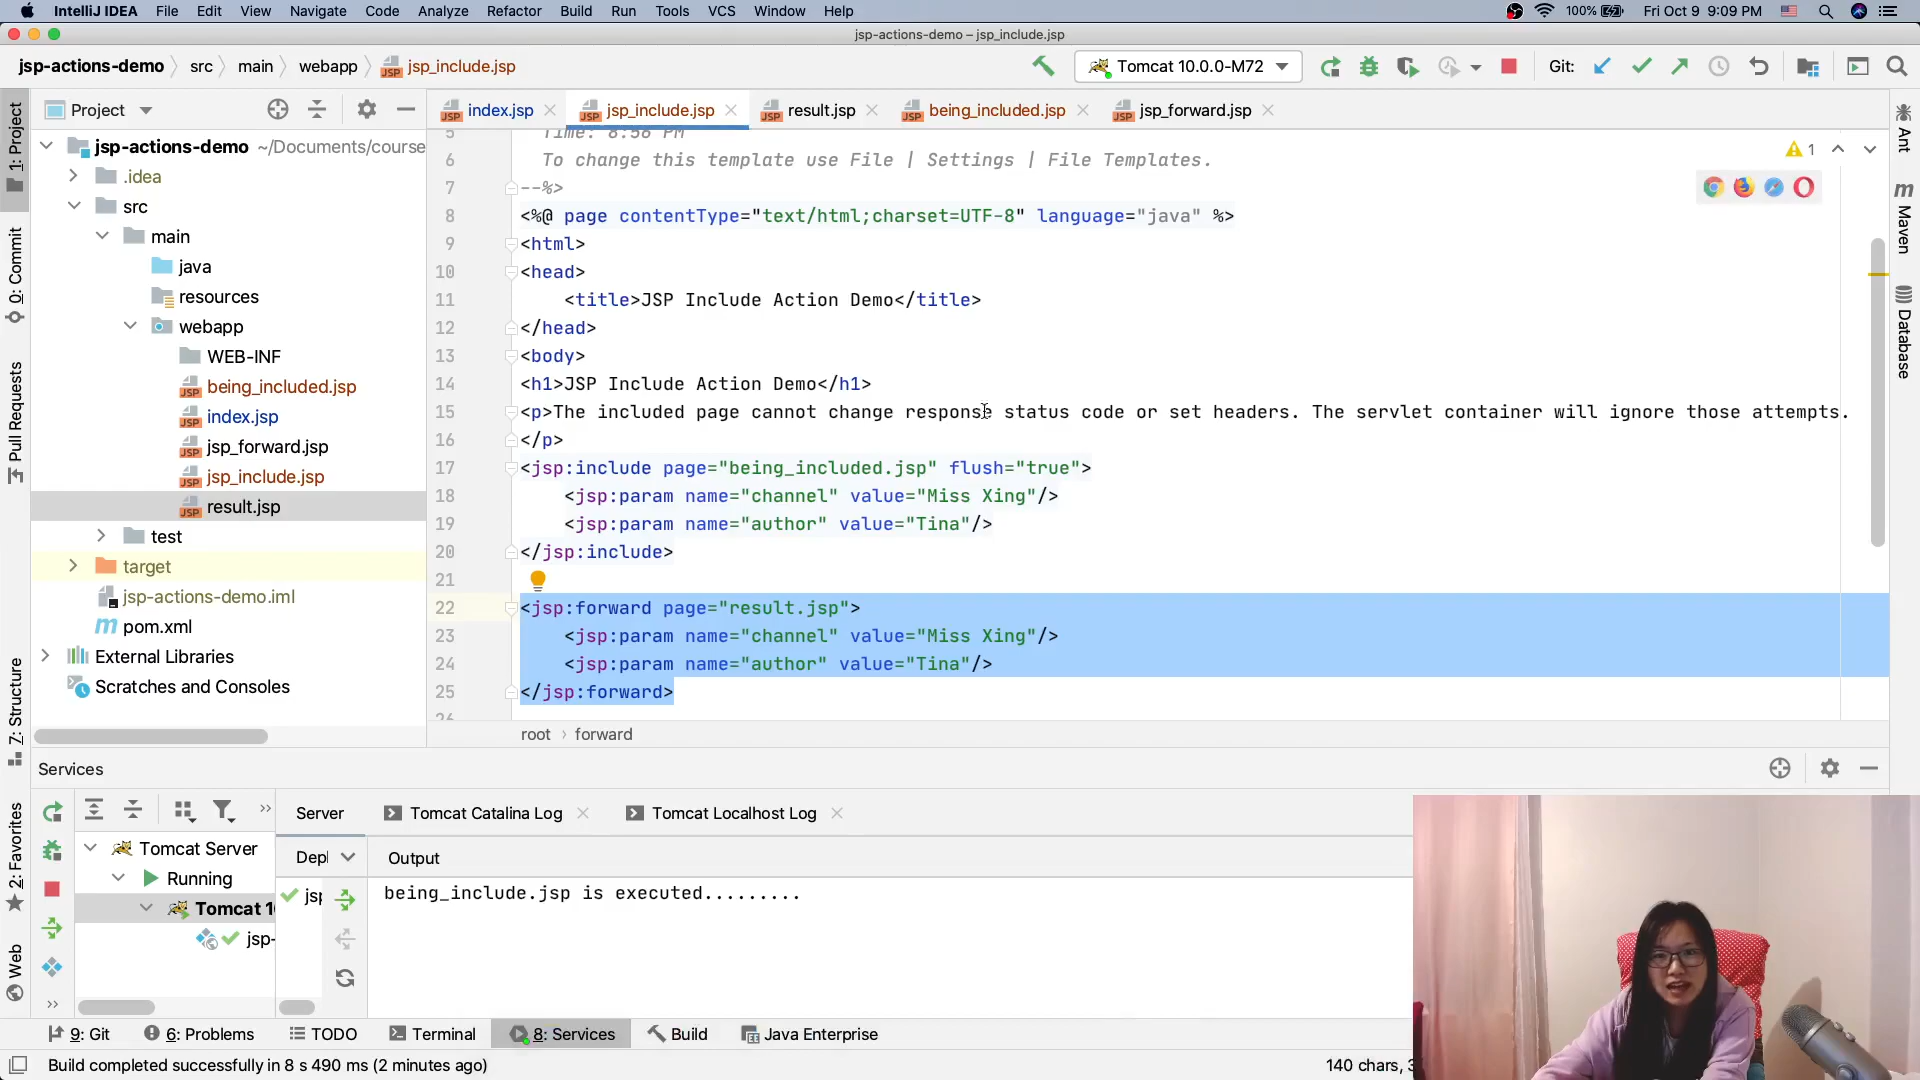 IntelliJ IDEA File Edit View Navigate Code Analyze Refactor Build Run Tools VCS Window Help 100% Fri Oct 9 9:09 PM
jsp-actions-demo – jsp_include.jsp
jsp-actions-demo src main webapp jsp_include.jsp Tomcat 10.0.0-M72 Git:
Project index.jsp jsp_include.jsp result.jsp being_included.jsp jsp_forward.jsp
1: Project
0: Commit
Pull Requests
Z: Structure
2: Favorites
Web
jsp-actions-demo ~/Documents/course
.idea
src
main
java
resources
webapp
WEB-INF
being_included.jsp
index.jsp
jsp_forward.jsp
jsp_include.jsp
result.jsp
test
target
jsp-actions-demo.iml
pom.xml
External Libraries
Scratches and Consoles
5 Time: 8:56 PM
6 To change this template use File | Settings | File Templates.
7 --%>
8 <%@ page contentType="text/html;charset=UTF-8" language="java" %>
9 <html>
10 <head>
11 <title>JSP Include Action Demo</title>
12 </head>
13 <body>
14 <h1>JSP Include Action Demo</h1>
15 <p>The included page cannot change response status code or set headers. The servlet container will ignore those attempts.
16 </p>
17 <jsp:include page="being_included.jsp" flush="true">
18 <jsp:param name="channel" value="Miss Xing"/>
19 <jsp:param name="author" value="Tina"/>
20 </jsp:include>
21
22 <jsp:forward page="result.jsp">
23 <jsp:param name="channel" value="Miss Xing"/>
24 <jsp:param name="author" value="Tina"/>
25 </jsp:forward>
26
1
Ant
Maven
Database
root › forward
Services
Server Tomcat Catalina Log Tomcat Localhost Log
Tomcat Server
Running
Tomcat 1
jsp-
Depl Output
jsp being_include.jsp is executed.........
9: Git 6: Problems TODO Terminal 8: Services Build Java Enterprise
Build completed successfully in 8 s 490 ms (2 minutes ago) 140 chars, 3